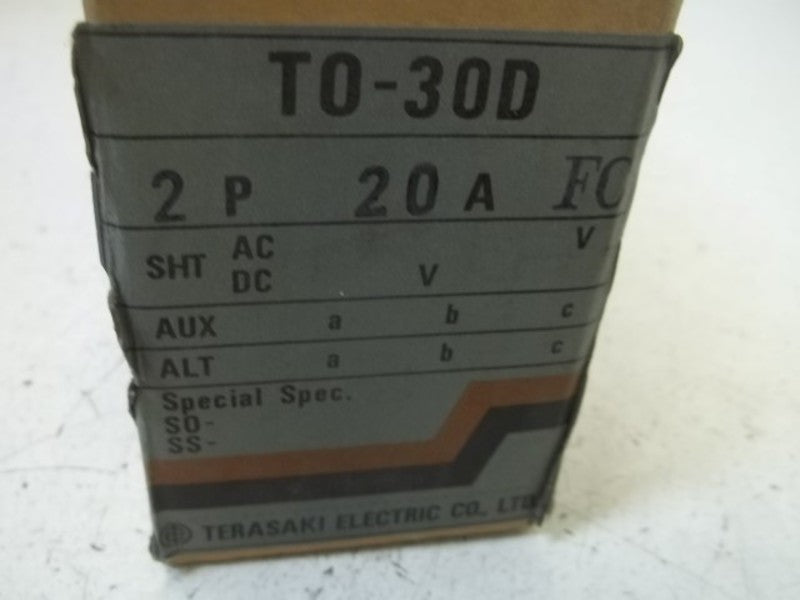 TO-30D
2 P 20 A FC
SHT AC V
DC V
AUX a b c
ALT a b c
Special Spec.
SO-
SS-
TERASAKI ELECTRIC CO., LTD